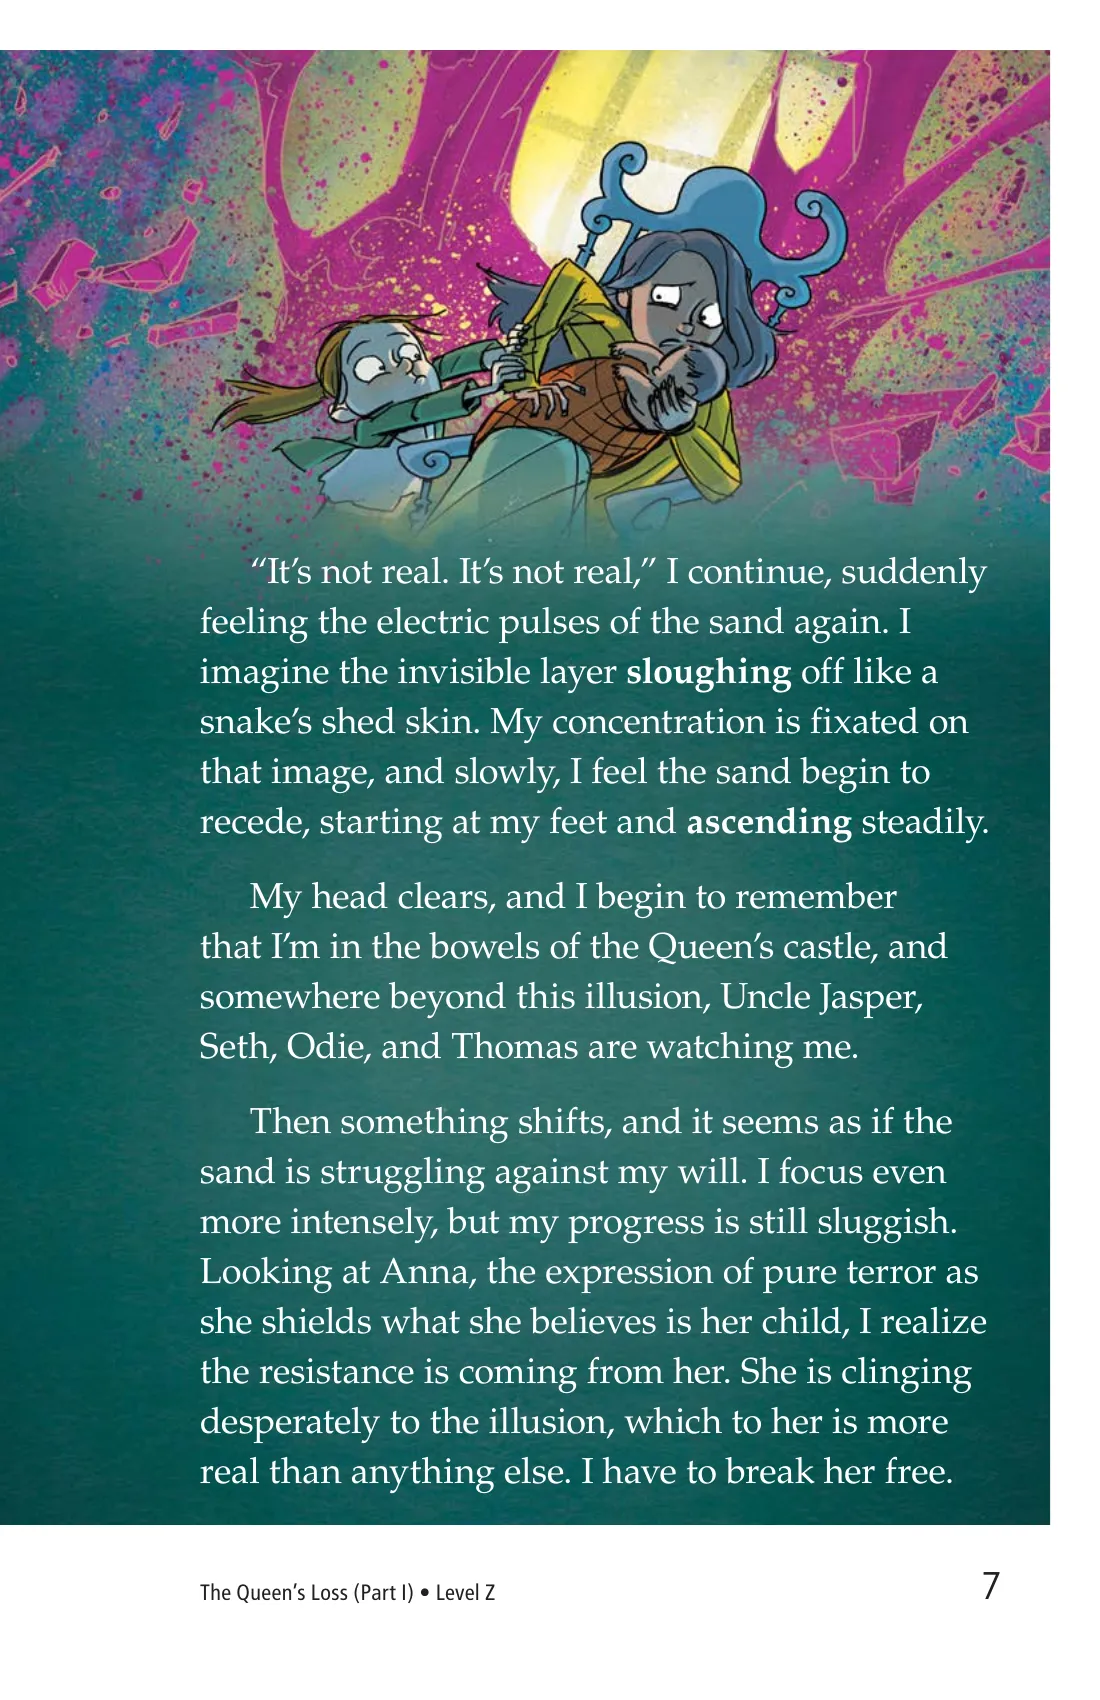 “It’s not real. It’s not real,” I continue, suddenly
feeling the electric pulses of the sand again. I
imagine the invisible layer sloughing off like a
snake’s shed skin. My concentration is fixated on
that image, and slowly, I feel the sand begin to
recede, starting at my feet and ascending steadily.
My head clears, and I begin to remember
that I’m in the bowels of the Queen’s castle, and
somewhere beyond this illusion, Uncle Jasper,
Seth, Odie, and Thomas are watching me.
Then something shifts, and it seems as if the
sand is struggling against my will. I focus even
more intensely, but my progress is still sluggish.
Looking at Anna, the expression of pure terror as
she shields what she believes is her child, I realize
the resistance is coming from her. She is clinging
desperately to the illusion, which to her is more
real than anything else. I have to break her free.
The Queen’s Loss (Part I) • Level Z
7